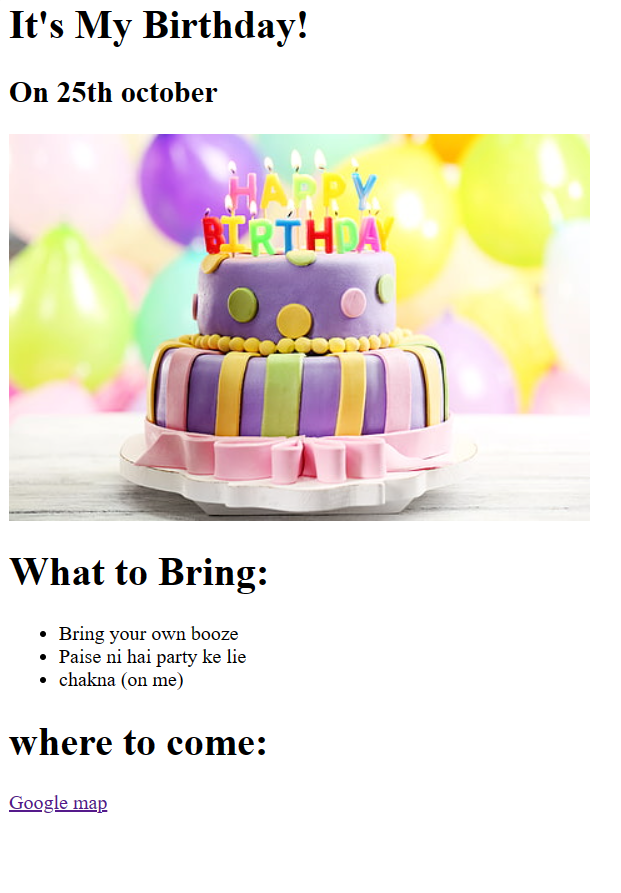 It's My Birthday!
On 25th october
HAPPY
BIRTHDAY
What to Bring:
Bring your own booze
Paise ni hai party ke lie
chakna (on me)
where to come:
Google map